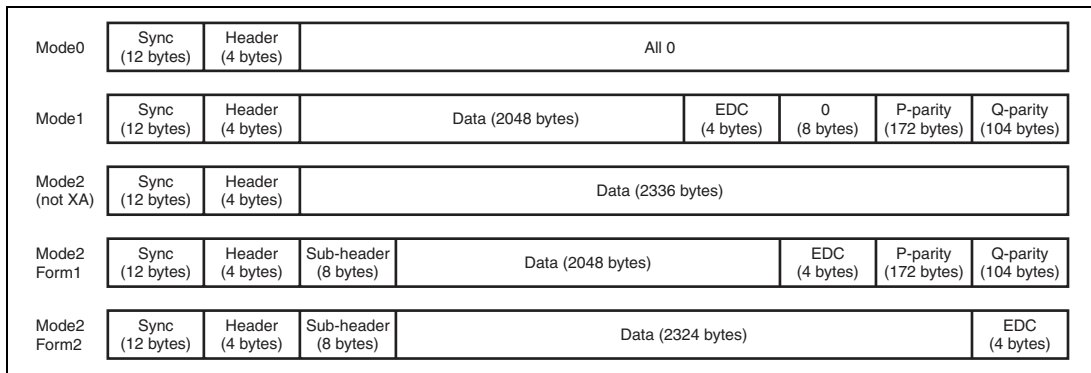 Mode0
Sync
(12 bytes)
Header
(4 bytes)
All 0
Mode1
Sync
(12 bytes)
Header
(4 bytes)
Data (2048 bytes)
EDC
(4 bytes)
0
(8 bytes)
P-parity
(172 bytes)
Q-parity
(104 bytes)
Mode2
(not XA)
Sync
(12 bytes)
Header
(4 bytes)
Data (2336 bytes)
Mode2
Form1
Sync
(12 bytes)
Header
(4 bytes)
Sub-header
(8 bytes)
Data (2048 bytes)
EDC
(4 bytes)
P-parity
(172 bytes)
Q-parity
(104 bytes)
Mode2
Form2
Sync
(12 bytes)
Header
(4 bytes)
Sub-header
(8 bytes)
Data (2324 bytes)
EDC
(4 bytes)